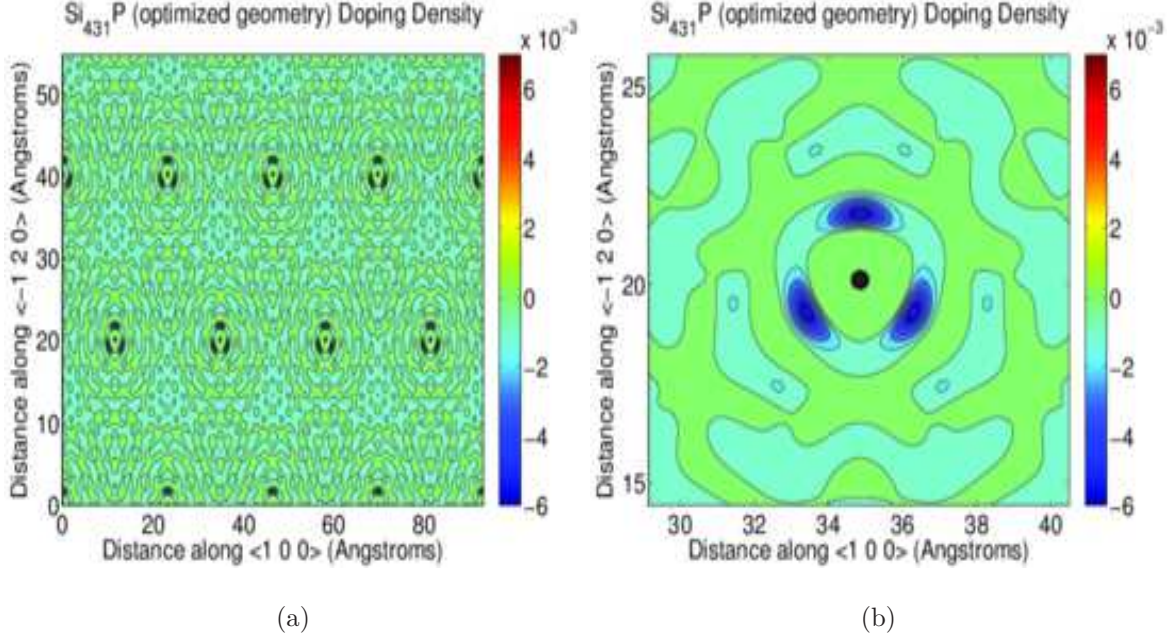 Si431P (optimized geometry) Doping Density
x 10−3
6
4
2
0
−2
−4
−6
50
40
30
20
10
0
0 20 40 60 80
Distance along <−1 2 0> (Angstroms)
Distance along <1 0 0> (Angstroms)
(a)
Si431P (optimized geometry) Doping Density
x 10−3
6
4
2
0
−2
−4
−6
25
20
15
30 32 34 36 38 40
Distance along <−1 2 0> (Angstroms)
Distance along <1 0 0> (Angstroms)
(b)